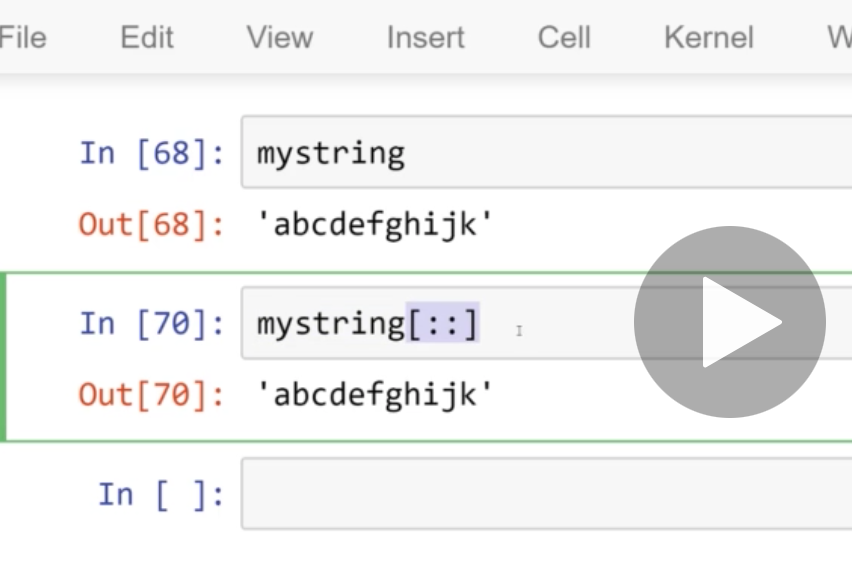 File Edit View Insert Cell Kernel
In [68]: mystring
Out[68]: 'abcdefghijk'
In [70]: mystring[::]
Out[70]: 'abcdefghijk'
In [ ]: